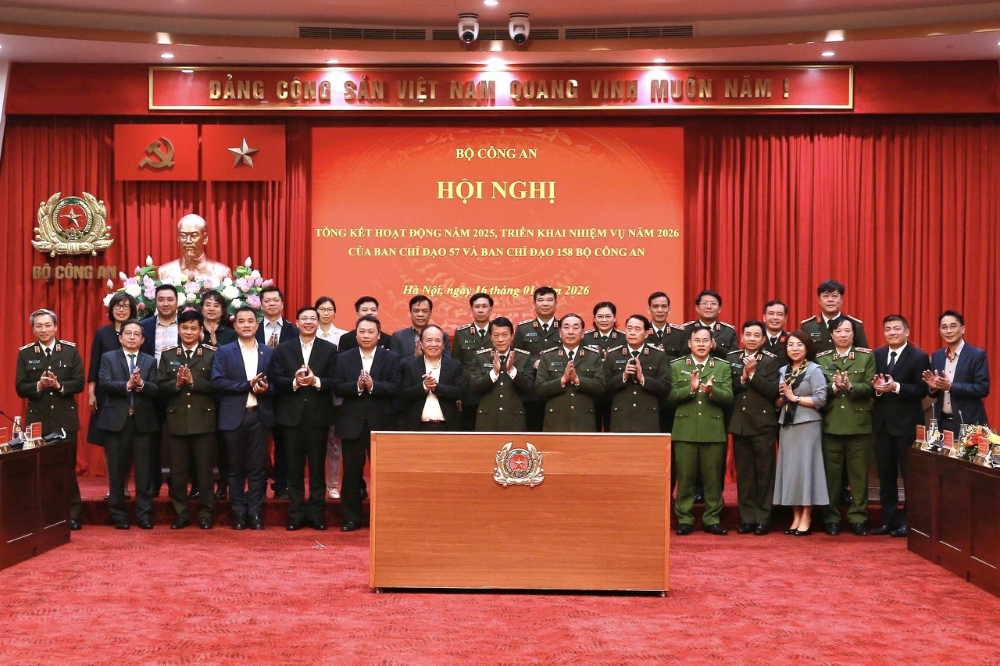 ĐẢNG CỘNG SẢN VIỆT NAM QUANG VINH MUÔN NĂM !
BỘ CÔNG AN
HỘI NGHỊ
TỔNG KẾT HOẠT ĐỘNG NĂM 2025, TRIỂN KHAI NHIỆM VỤ NĂM 2026
CỦA BAN CHỈ ĐẠO 57 VÀ BAN CHỈ ĐẠO 158 BỘ CÔNG AN
Hà Nội, ngày 16 tháng 01 năm 2026
BỘ CÔNG AN